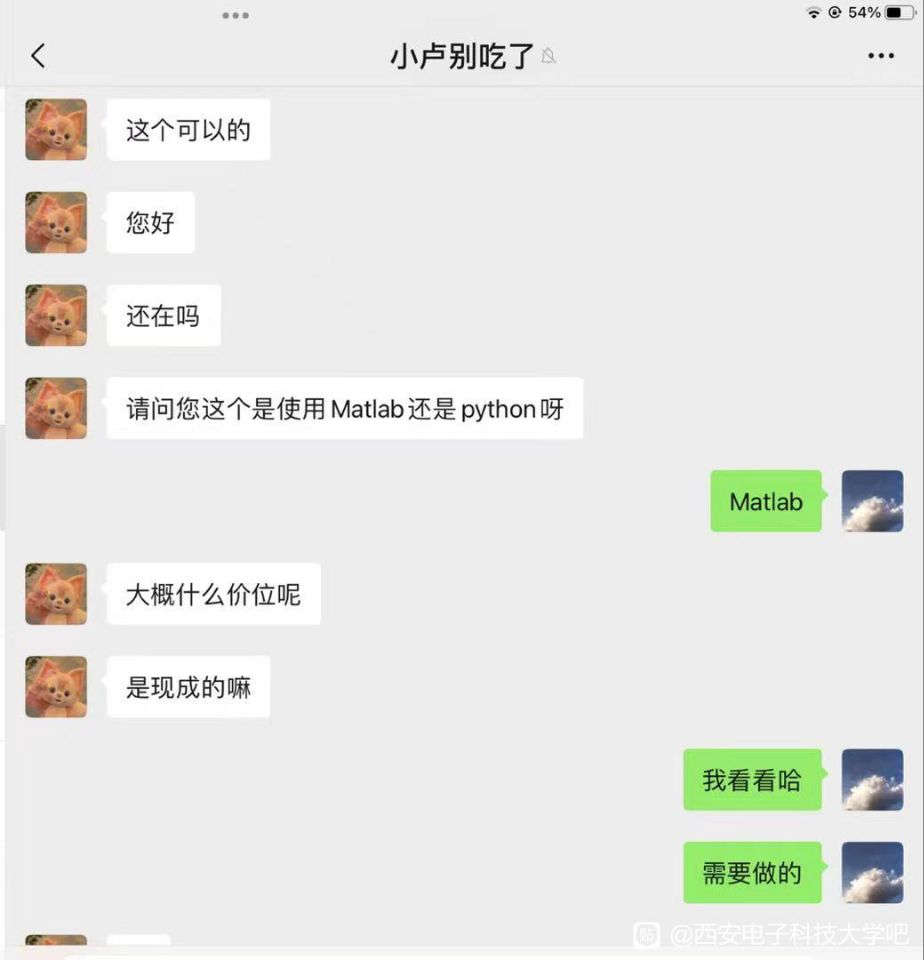 54%
小卢别吃了
这个可以的
您好
还在吗
请问您这个是使用Matlab还是python呀
Matlab
大概什么价位呢
是现成的嘛
我看看哈
需要做的
贴 @西安电子科技大学吧